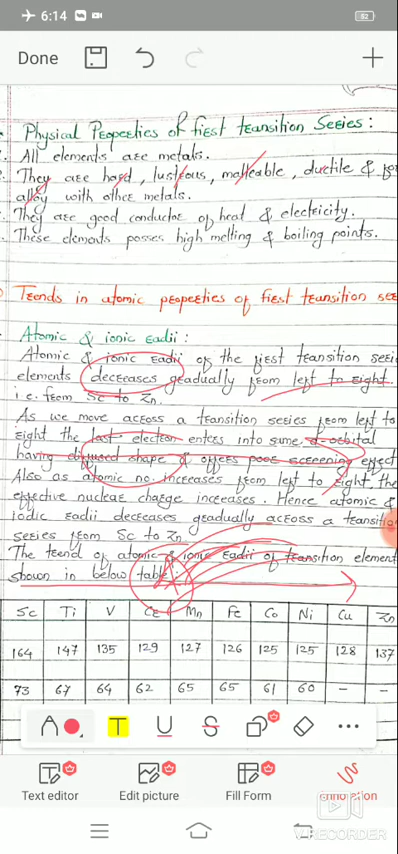 6:14
82
Done
Physical Properties of first transition Series:
All elements are metals.
They are hard, lustrous, malleable, ductile & for
alloy with other metals.
They are good conductor of heat & electricity.
These elements posses high melting & boiling points.
Trends in atomic properties of first transition se
Atomic & ionic radii:
Atomic & ionic radii of the first transition seri
elements decreases gradually from left to right.
i.e. from Sc to Zn.
As we move across a transition series from left to
right the last electron enters into same d-orbital
having diffused shape & offers poor screening effect
Also as atomic no. increases from left to right the
effective nuclear charge increases. Hence atomic &
iodic radii decreases gradually across a transition
series from Sc to Zn.
The trend of atomic & ionic radii of transition element
shown in below table.
Sc Ti V Cr Mn Fe Co Ni Cu Zn
164 147 135 129 127 126 125 125 128 137
73 67 64 62 65 65 61 60 - -
A T U S
Text editor Edit picture Fill Form Annotation
V RECORDER